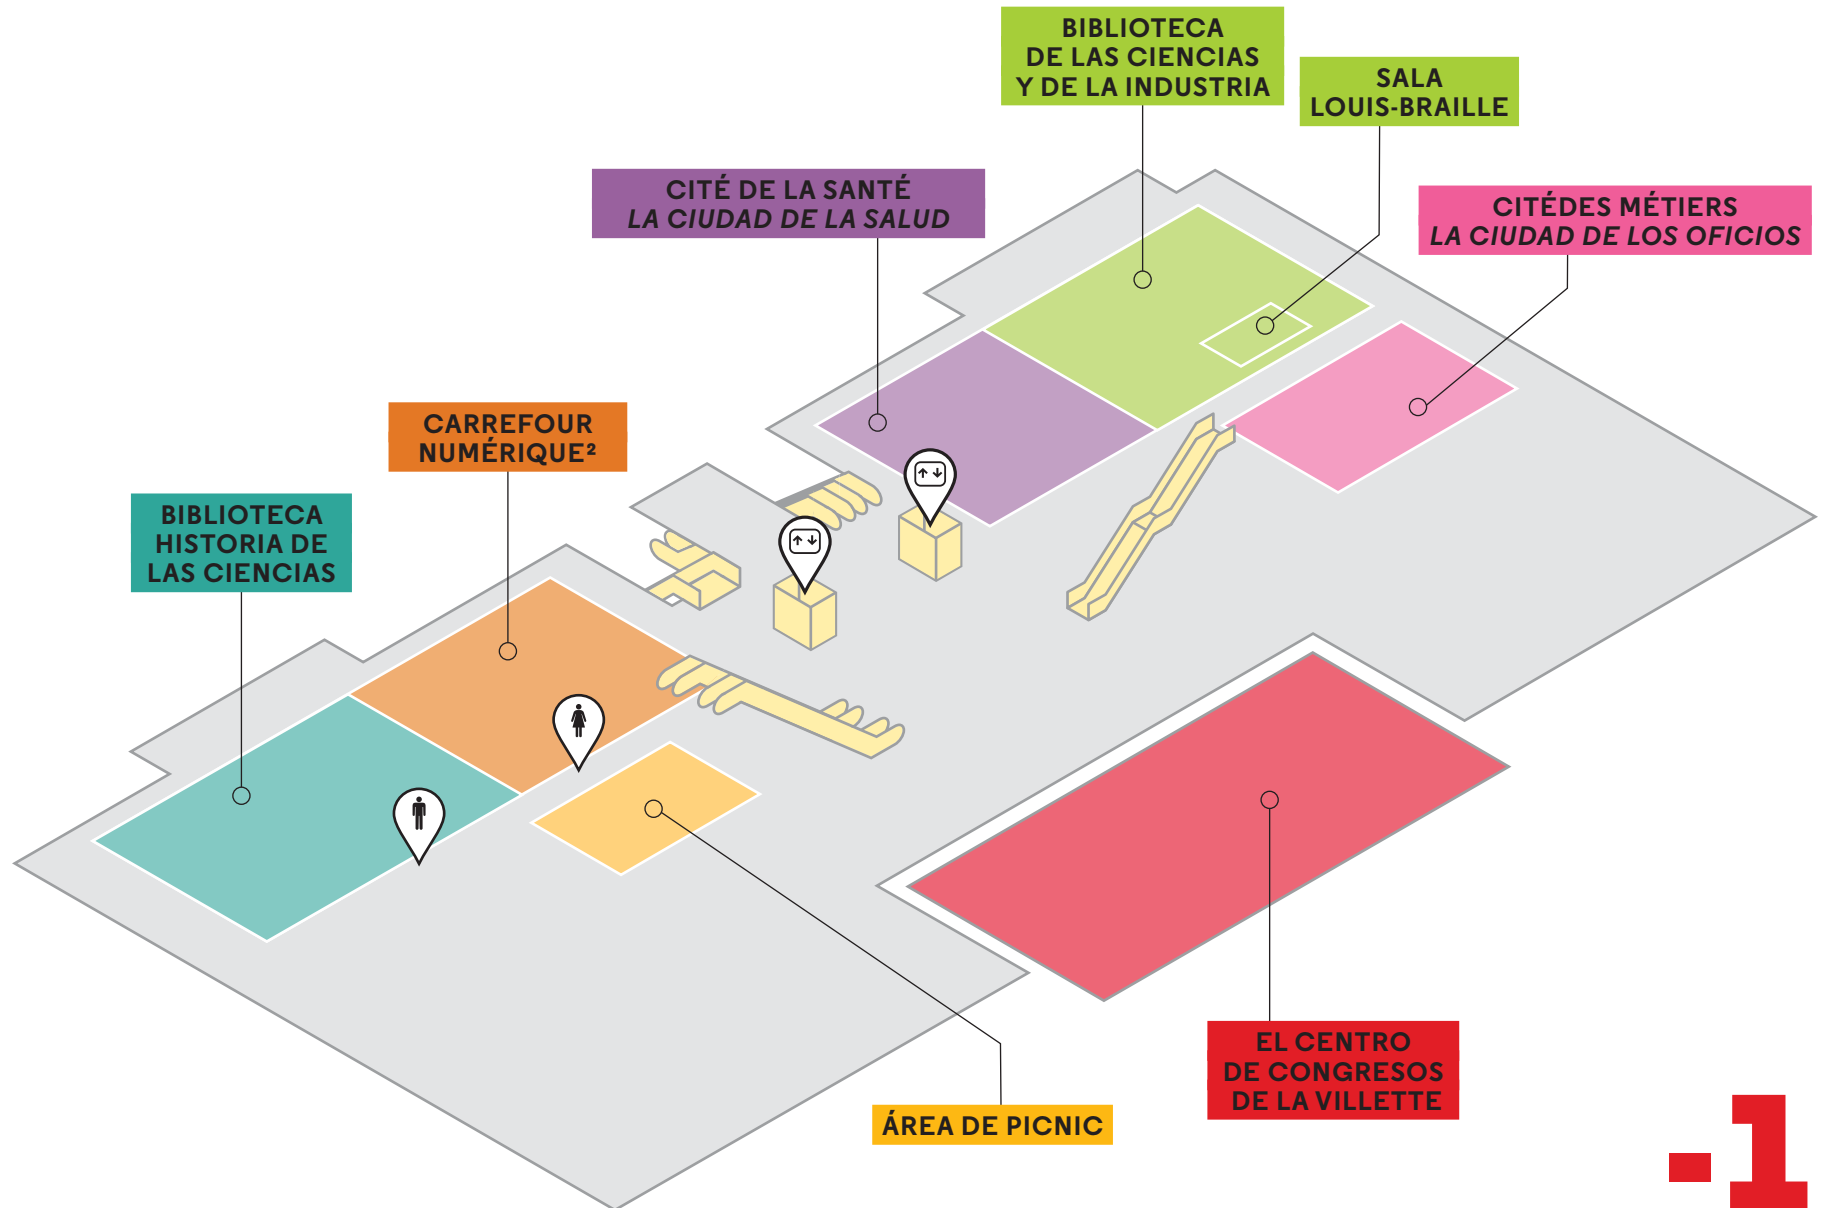 BIBLIOTECA
DE LAS CIENCIAS
Y DE LA INDUSTRIA
SALA
LOUIS-BRAILLE
CITÉ DE LA SANTÉ
LA CIUDAD DE LA SALUD
CITÉDES MÉTIERS
LA CIUDAD DE LOS OFICIOS
CARREFOUR
NUMÉRIQUE²
BIBLIOTECA
HISTORIA DE
LAS CIENCIAS
EL CENTRO
DE CONGRESOS
DE LA VILLETTE
ÁREA DE PICNIC
-1